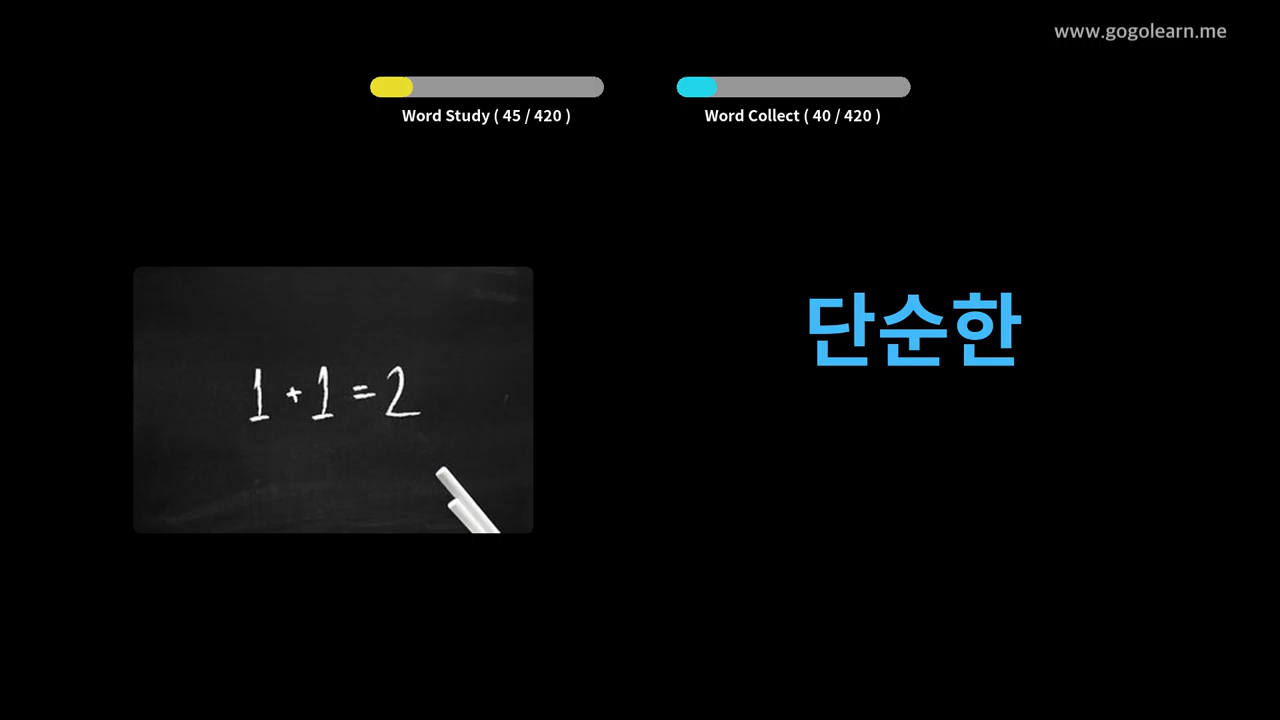 www.gogolearn.me
Word Study ( 45 / 420 )
Word Collect ( 40 / 420 )
1 + 1 = 2
단순한